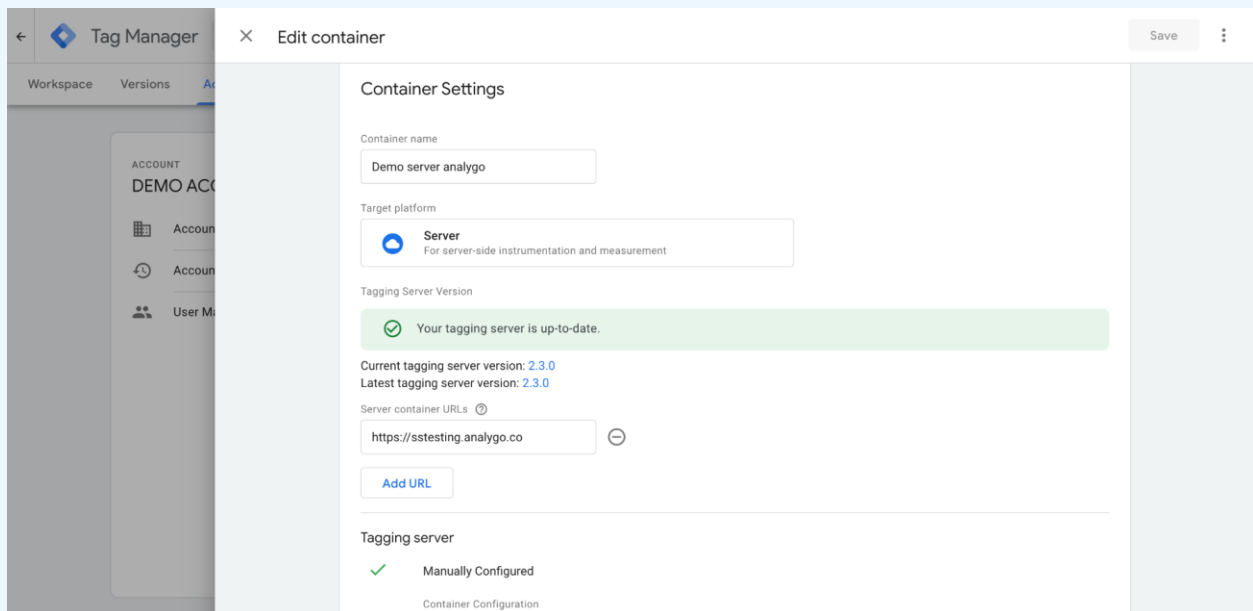 Tag Manager
Edit container
Save
Workspace
Versions
Container Settings
Container name
Demo server analygo
ACCOUNT
DEMO
Target platform
Server
For server-side instrumentation and measurement
User
Tagging Server Version
Your tagging server is up-to-date.
Current tagging server version: 2.3.0
Latest tagging server version: 2.3.0
Server container URLs
https://sstesting.analygo.co
Add URL
Tagging server
Manually Configured
Container Configuration